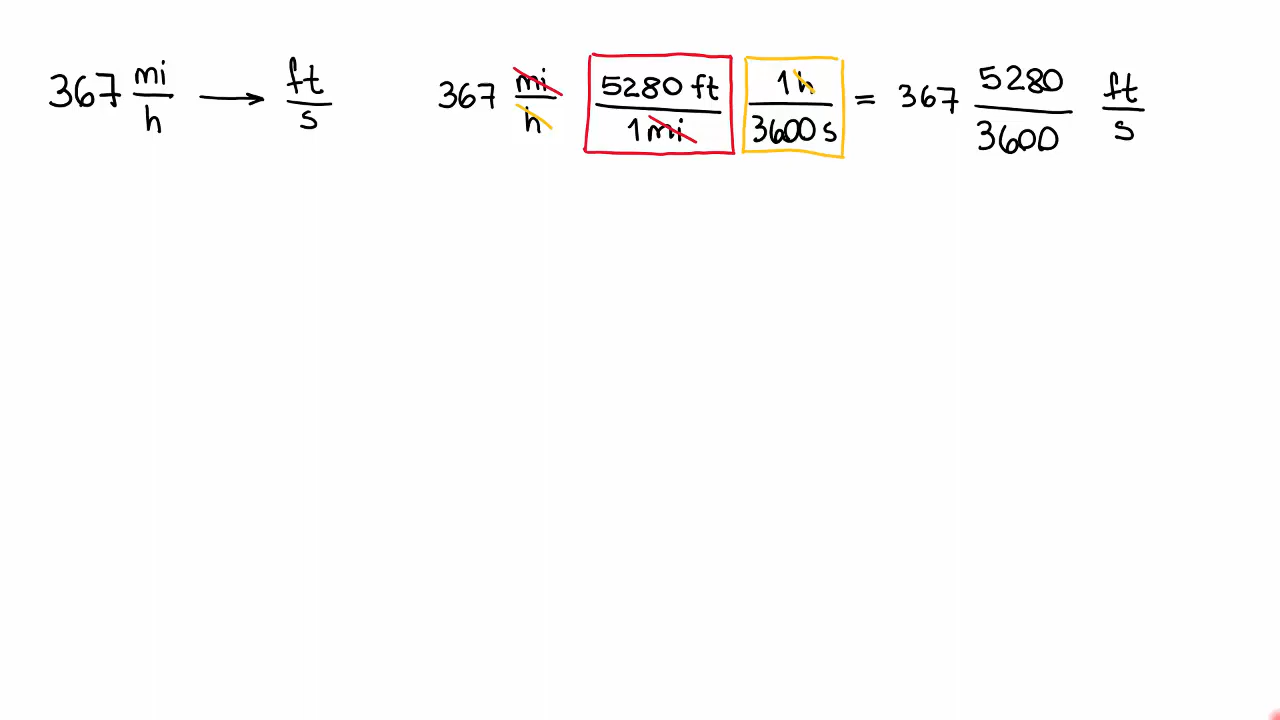 367 mi/h ⟶ ft/s 367 mi/h 5280 ft/1 mi 1 h/3600 s = 367 5280/3600 ft/s